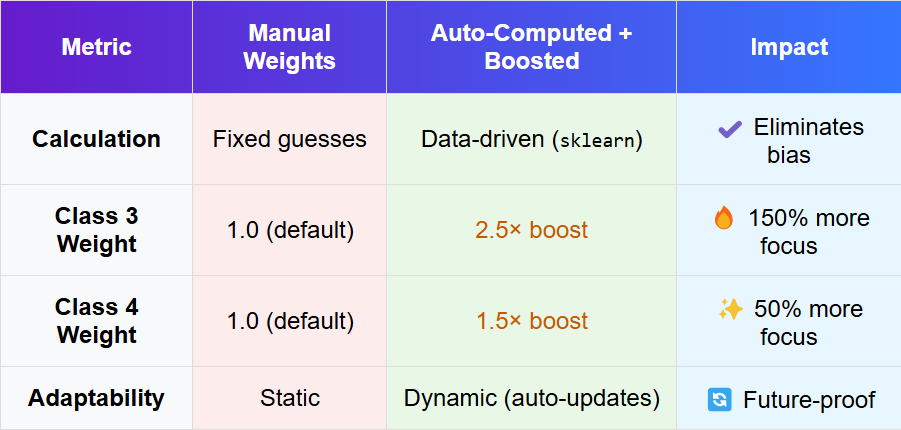 Metric
Manual
Weights
Auto-Computed +
Boosted
Impact
Calculation
Fixed guesses
Data-driven (sklearn)
Eliminates
bias
Class 3
Weight
1.0 (default)
2.5× boost
150% more
focus
Class 4
Weight
1.0 (default)
1.5× boost
50% more
focus
Adaptability
Static
Dynamic (auto-updates)
Future-proof